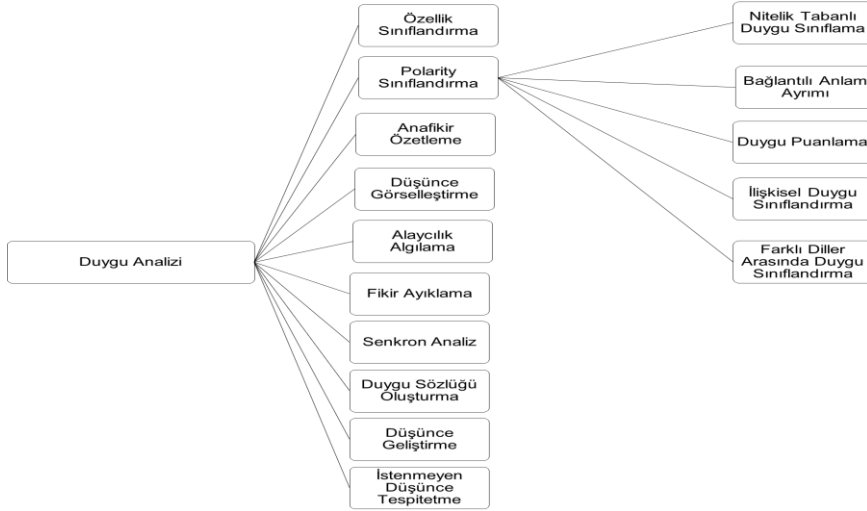 Duygu Analizi
Özellik
Sınıflandırma
Polarity
Sınıflandırma
Anafikir
Özetleme
Düşünce
Görselleştirme
Alaycılık
Algılama
Fikir Ayıklama
Senkron Analiz
Duygu Sözlüğü
Oluşturma
Düşünce
Geliştirme
İstenmeyen
Düşünce
Tespitetme
Nitelik Tabanlı
Duygu Sınıflama
Bağlantılı Anlam
Ayrımı
Duygu Puanlama
İlişkisel Duygu
Sınıflandırma
Farklı Diller
Arasında Duygu
Sınıflandırma